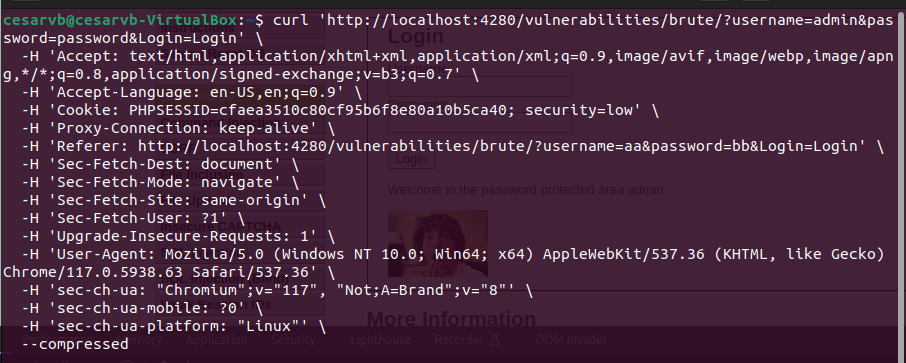 cesarvb@cesarvb-VirtualBox:~$ curl 'http://localhost:4280/vulnerabilities/brute/?username=admin&pas
sword=password&Login=Login' \
-H 'Accept: text/html,application/xhtml+xml,application/xml;q=0.9,image/avif,image/webp,image/apn
g,*/*;q=0.8,application/signed-exchange;v=b3;q=0.7' \
-H 'Accept-Language: en-US,en;q=0.9' \
-H 'Cookie: PHPSESSID=cfaea3510c80cf95b6f8e80a10b5ca40; security=low' \
-H 'Proxy-Connection: keep-alive' \
-H 'Referer: http://localhost:4280/vulnerabilities/brute/?username=aa&password=bb&Login=Login' \
-H 'Sec-Fetch-Dest: document' \
-H 'Sec-Fetch-Mode: navigate' \
-H 'Sec-Fetch-Site: same-origin' \
-H 'Sec-Fetch-User: ?1' \
-H 'Upgrade-Insecure-Requests: 1' \
-H 'User-Agent: Mozilla/5.0 (Windows NT 10.0; Win64; x64) AppleWebKit/537.36 (KHTML, like Gecko)
Chrome/117.0.5938.63 Safari/537.36' \
-H 'sec-ch-ua: "Chromium";v="117", "Not;A=Brand";v="8"' \
-H 'sec-ch-ua-mobile: ?0' \
-H 'sec-ch-ua-platform: "Linux"' \
--compressed
Login
Login
Welcome to the password protected area admin
More Information
Memory Application Security Lighthouse Recorder DOM Invader